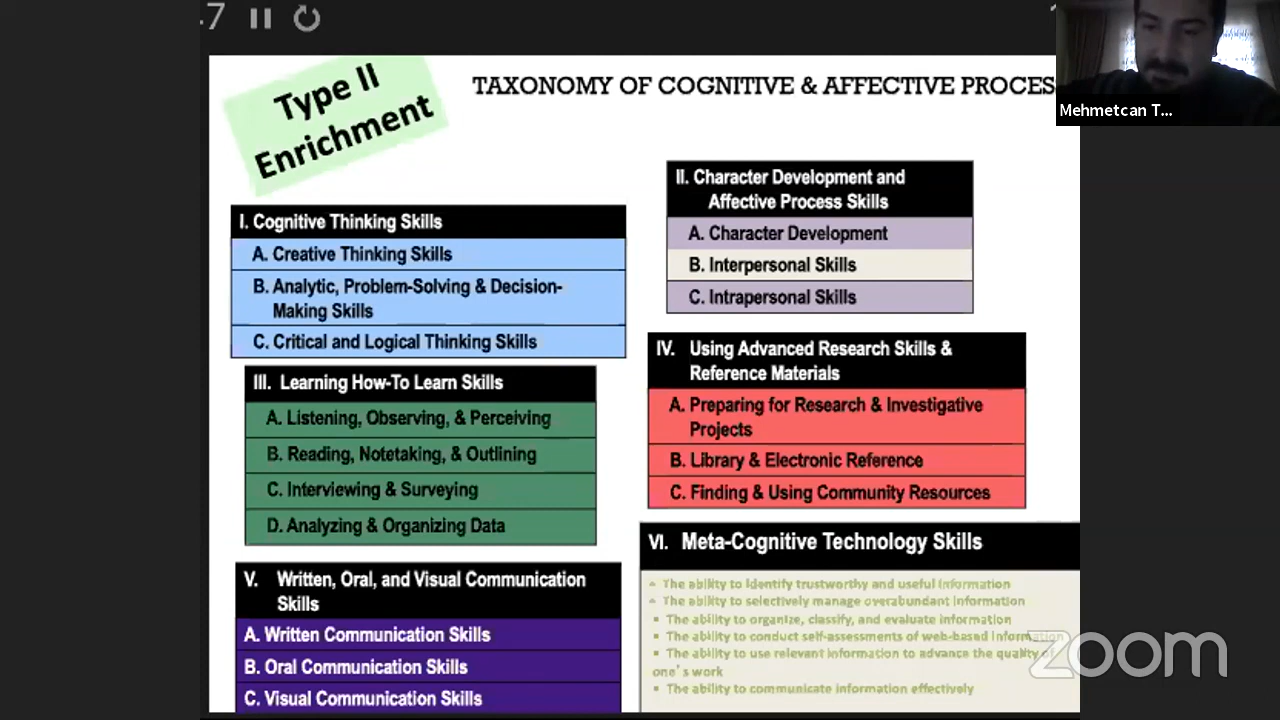 47
Type II
Enrichment
TAXONOMY OF COGNITIVE & AFFECTIVE PROCES
Mehmetcan T...
I. Cognitive Thinking Skills
A. Creative Thinking Skills
B. Analytic, Problem-Solving & Decision-
Making Skills
C. Critical and Logical Thinking Skills
II. Character Development and
Affective Process Skills
A. Character Development
B. Interpersonal Skills
C. Intrapersonal Skills
III. Learning How-To Learn Skills
A. Listening, Observing, & Perceiving
B. Reading, Notetaking, & Outlining
C. Interviewing & Surveying
D. Analyzing & Organizing Data
IV. Using Advanced Research Skills &
Reference Materials
A. Preparing for Research & Investigative
Projects
B. Library & Electronic Reference
C. Finding & Using Community Resources
V. Written, Oral, and Visual Communication
Skills
A. Written Communication Skills
B. Oral Communication Skills
C. Visual Communication Skills
VI. Meta-Cognitive Technology Skills
The ability to identify trustworthy and useful information
The ability to selectively manage overabundant information
The ability to organize, classify, and evaluate information
The ability to conduct self-assessments of web-based information
The ability to use relevant information to advance the quality of
one's work
The ability to communicate information effectively
zoom